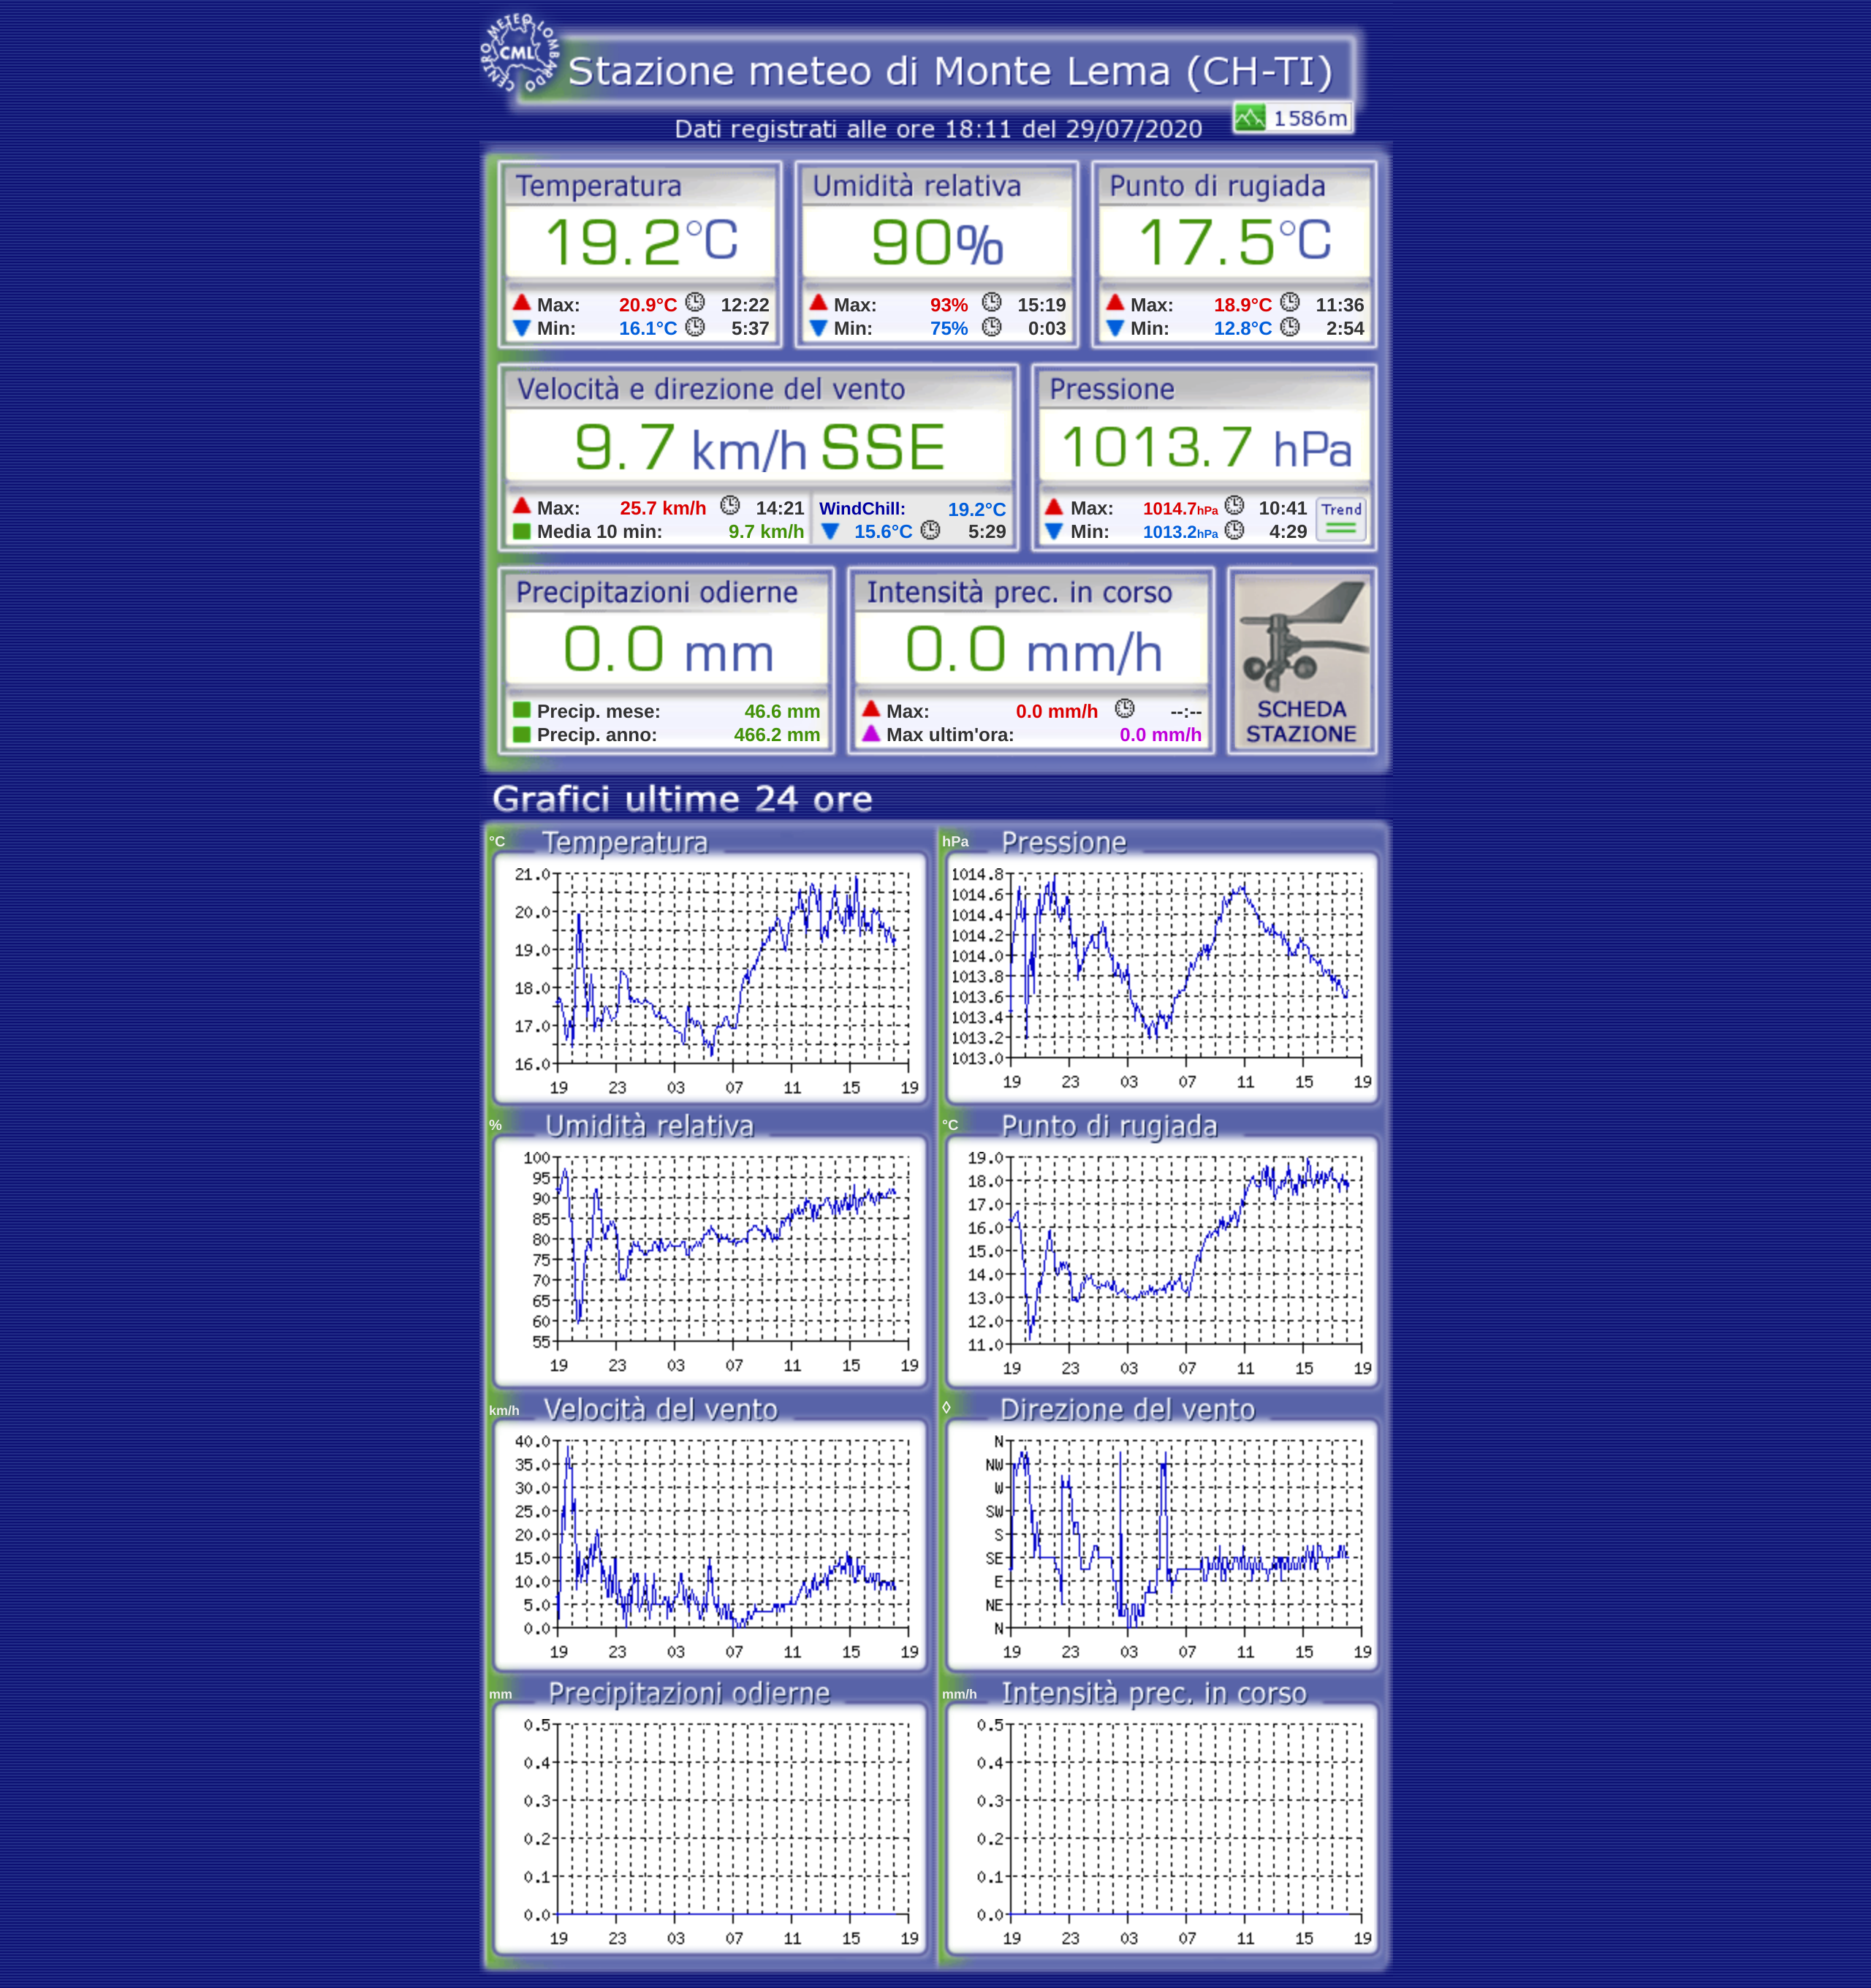 CENTRO METEO LOMBARDO
CML
Stazione meteo di Monte Lema (CH-TI)
1586m
Dati registrati alle ore 18:11 del 29/07/2020
Temperatura
19.2°C
Max: 20.9°C 12:22
Min: 16.1°C 5:37
Umidità relativa
90%
Max: 93% 15:19
Min: 75% 0:03
Punto di rugiada
17.5°C
Max: 18.9°C 11:36
Min: 12.8°C 2:54
Velocità e direzione del vento
9.7 km/h SSE
Max: 25.7 km/h 14:21
Media 10 min: 9.7 km/h
WindChill: 19.2°C
15.6°C 5:29
Pressione
1013.7 hPa
Max: 1014.7hPa 10:41
Min: 1013.2hPa 4:29
Trend
Precipitazioni odierne
0.0 mm
Precip. mese: 46.6 mm
Precip. anno: 466.2 mm
Intensità prec. in corso
0.0 mm/h
Max: 0.0 mm/h --:--
Max ultim'ora: 0.0 mm/h
SCHEDA
STAZIONE
Grafici ultime 24 ore
°C Temperatura
21.0
20.0
19.0
18.0
17.0
16.0
19 23 03 07 11 15 19
hPa Pressione
1014.8
1014.6
1014.4
1014.2
1014.0
1013.8
1013.6
1013.4
1013.2
1013.0
19 23 03 07 11 15 19
% Umidità relativa
100
95
90
85
80
75
70
65
60
55
19 23 03 07 11 15 19
°C Punto di rugiada
19.0
18.0
17.0
16.0
15.0
14.0
13.0
12.0
11.0
19 23 03 07 11 15 19
km/h Velocità del vento
40.0
35.0
30.0
25.0
20.0
15.0
10.0
5.0
0.0
19 23 03 07 11 15 19
◊ Direzione del vento
N
NW
W
SW
S
SE
E
NE
N
19 23 03 07 11 15 19
mm Precipitazioni odierne
0.5
0.4
0.3
0.2
0.1
0.0
19 23 03 07 11 15 19
mm/h Intensità prec. in corso
0.5
0.4
0.3
0.2
0.1
0.0
19 23 03 07 11 15 19